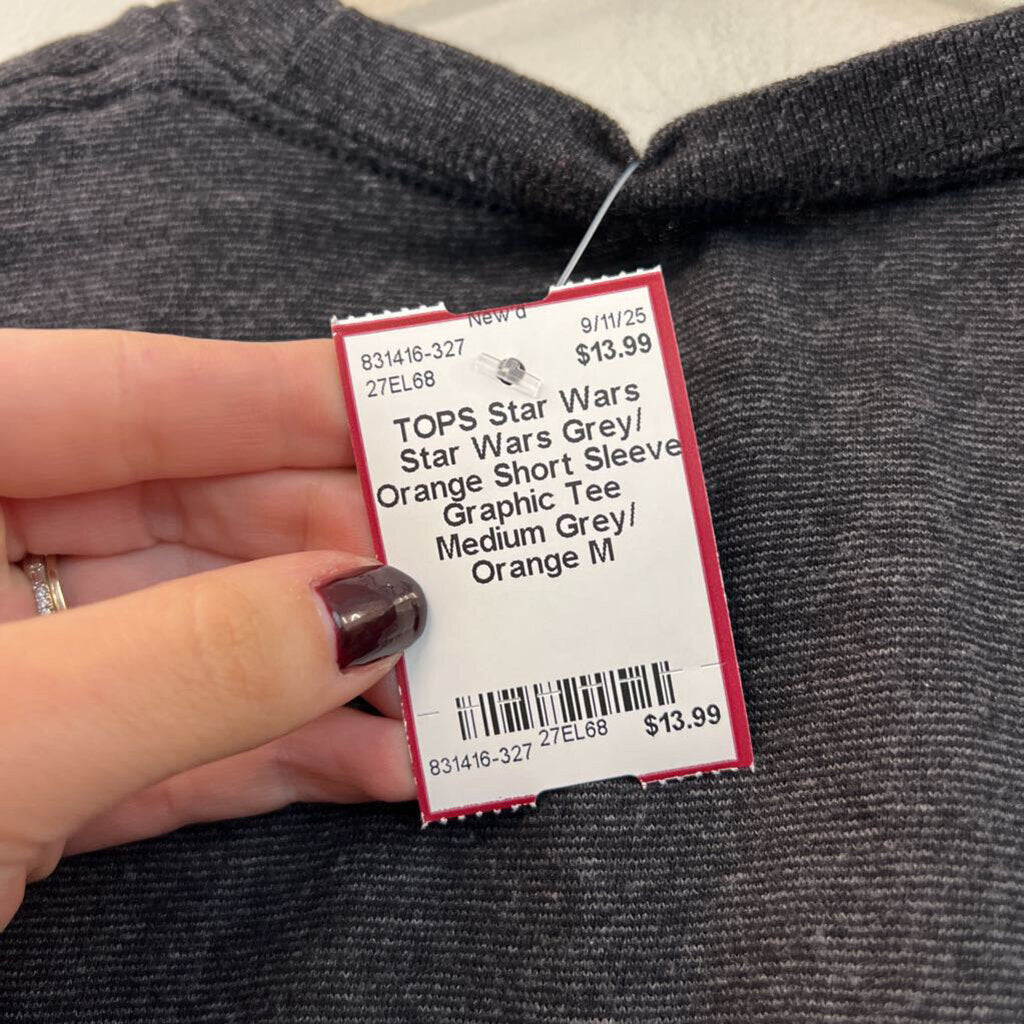 New'd
9/11/25
831416-327
$13.99
27EL68
TOPS Star Wars
Star Wars Grey/
Orange Short Sleeve
Graphic Tee
Medium Grey/
Orange M
831416-327 27EL68 $13.99